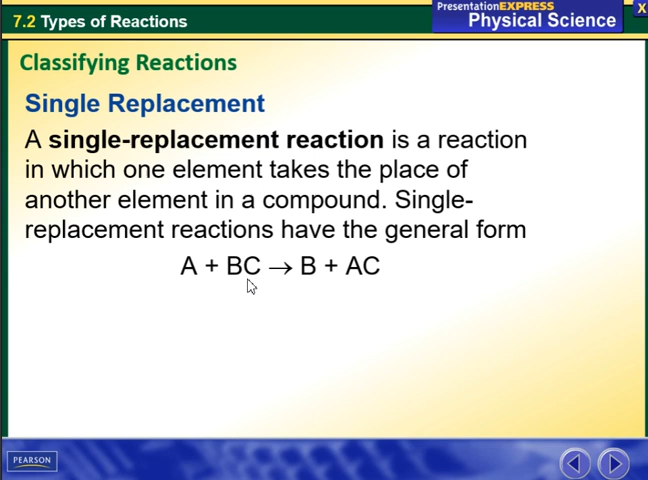 PresentationEXPRESS
7.2 Types of Reactions
Physical Science
X
Classifying Reactions
Single Replacement
A single-replacement reaction is a reaction
in which one element takes the place of
another element in a compound. Single-
replacement reactions have the general form
A + BC → B + AC
PEARSON